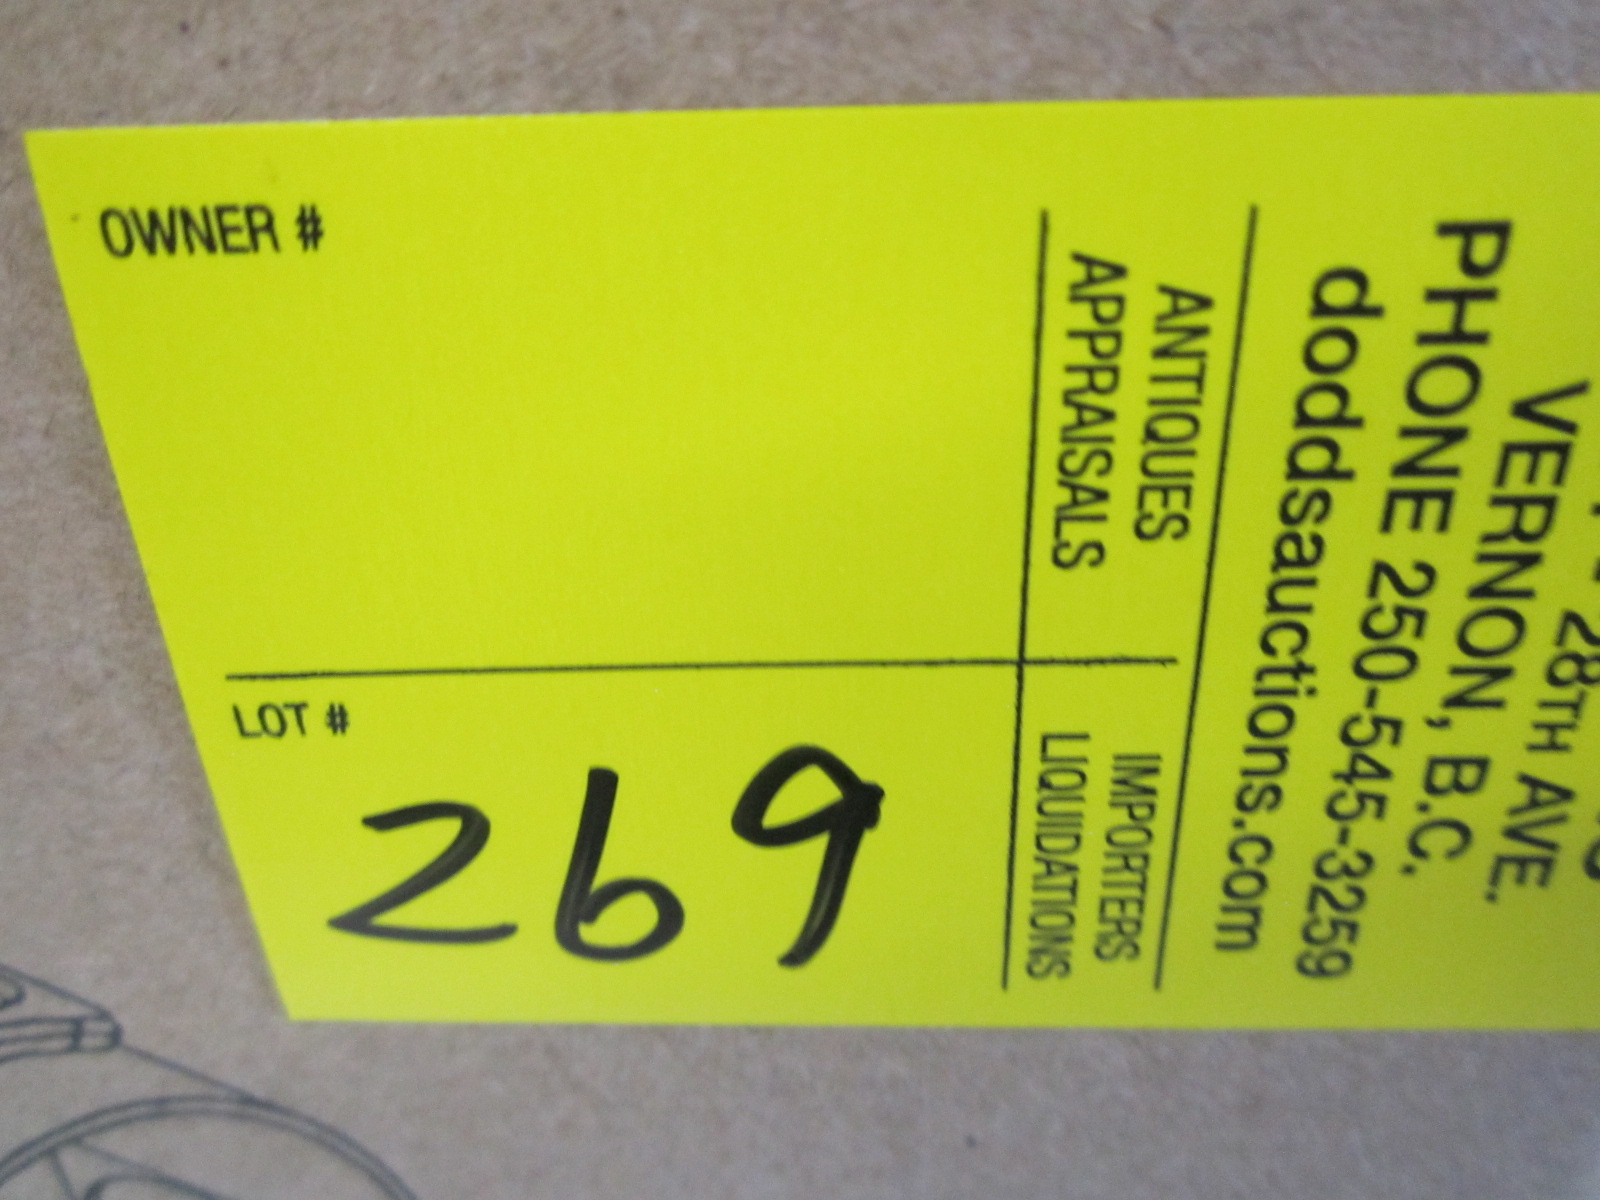 OWNER #
LOT #
269
28TH AVE.
VERNON, B.C.
PHONE 250-545-3259
doddsauctions.com
ANTIQUES
APPRAISALS
IMPORTERS
LIQUIDATIONS